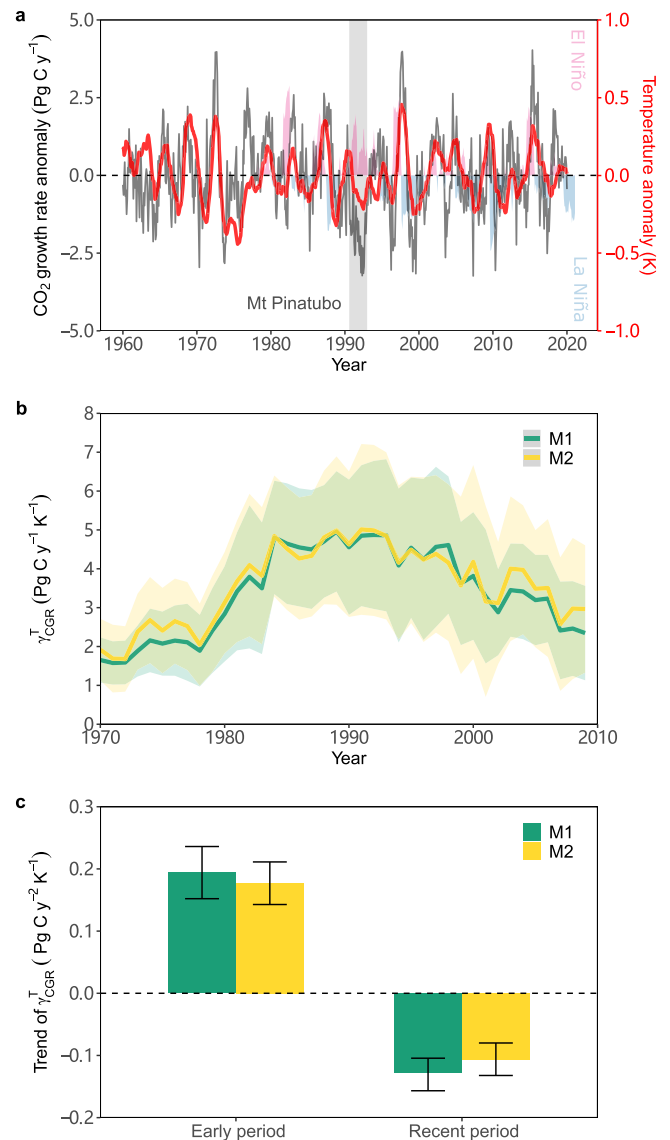 a
CO2 growth rate anomaly (Pg C y−1)
5.0
2.5
0.0
−2.5
−5.0
El Niño
La Niña
Mt Pinatubo
1.0
0.5
0.0
−0.5
−1.0
Temperature anomaly (K)
1960 1970 1980 1990 2000 2010 2020
Year
b
γTCGR (Pg C y−1 K−1)
8
7
6
5
4
3
2
1
0
M1
M2
1970 1980 1990 2000 2010
Year
c
Trend of γTCGR ( Pg C y−2 K−1)
0.3
0.2
0.1
0.0
−0.1
−0.2
M1
M2
Early period Recent period